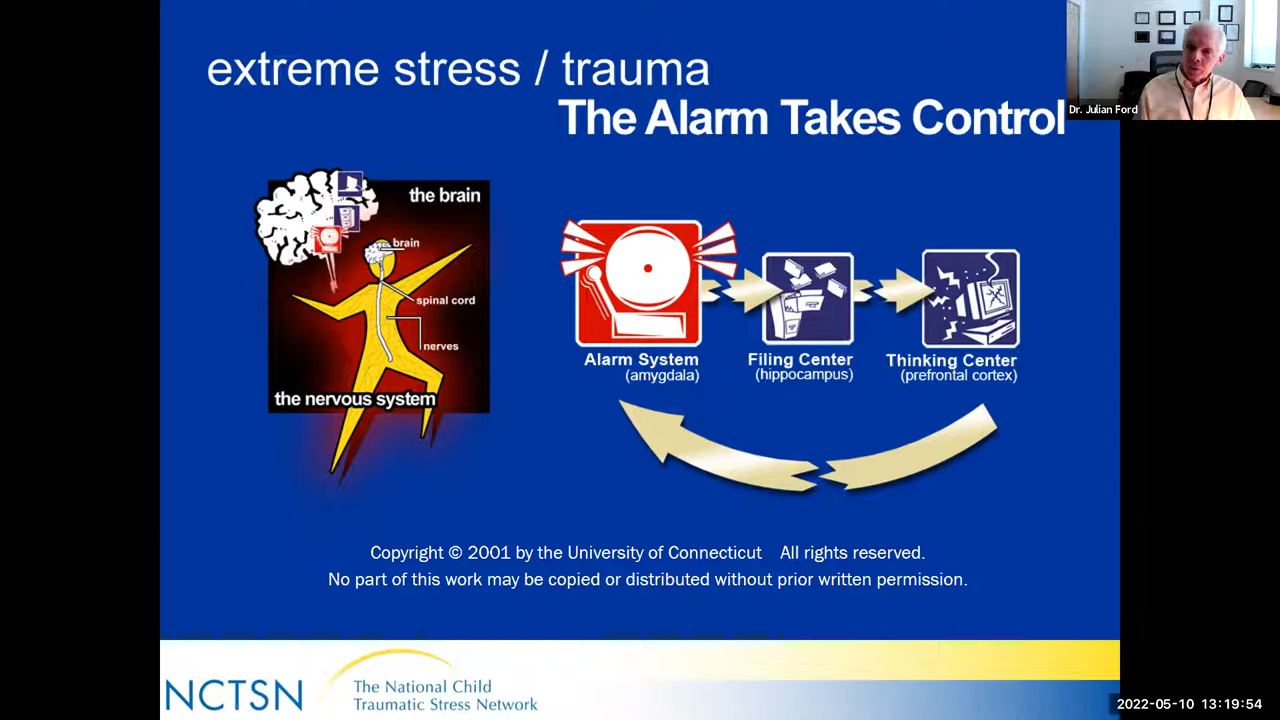 extreme stress / trauma
The Alarm Takes Control
Dr. Julian Ford
the brain
brain
spinal cord
nerves
the nervous system
Alarm System
(amygdala)
Filing Center
(hippocampus)
Thinking Center
(prefrontal cortex)
Copyright © 2001 by the University of Connecticut All rights reserved.
No part of this work may be copied or distributed without prior written permission.
NCTSN
The National Child
Traumatic Stress Network
2022-05-10 13:19:54